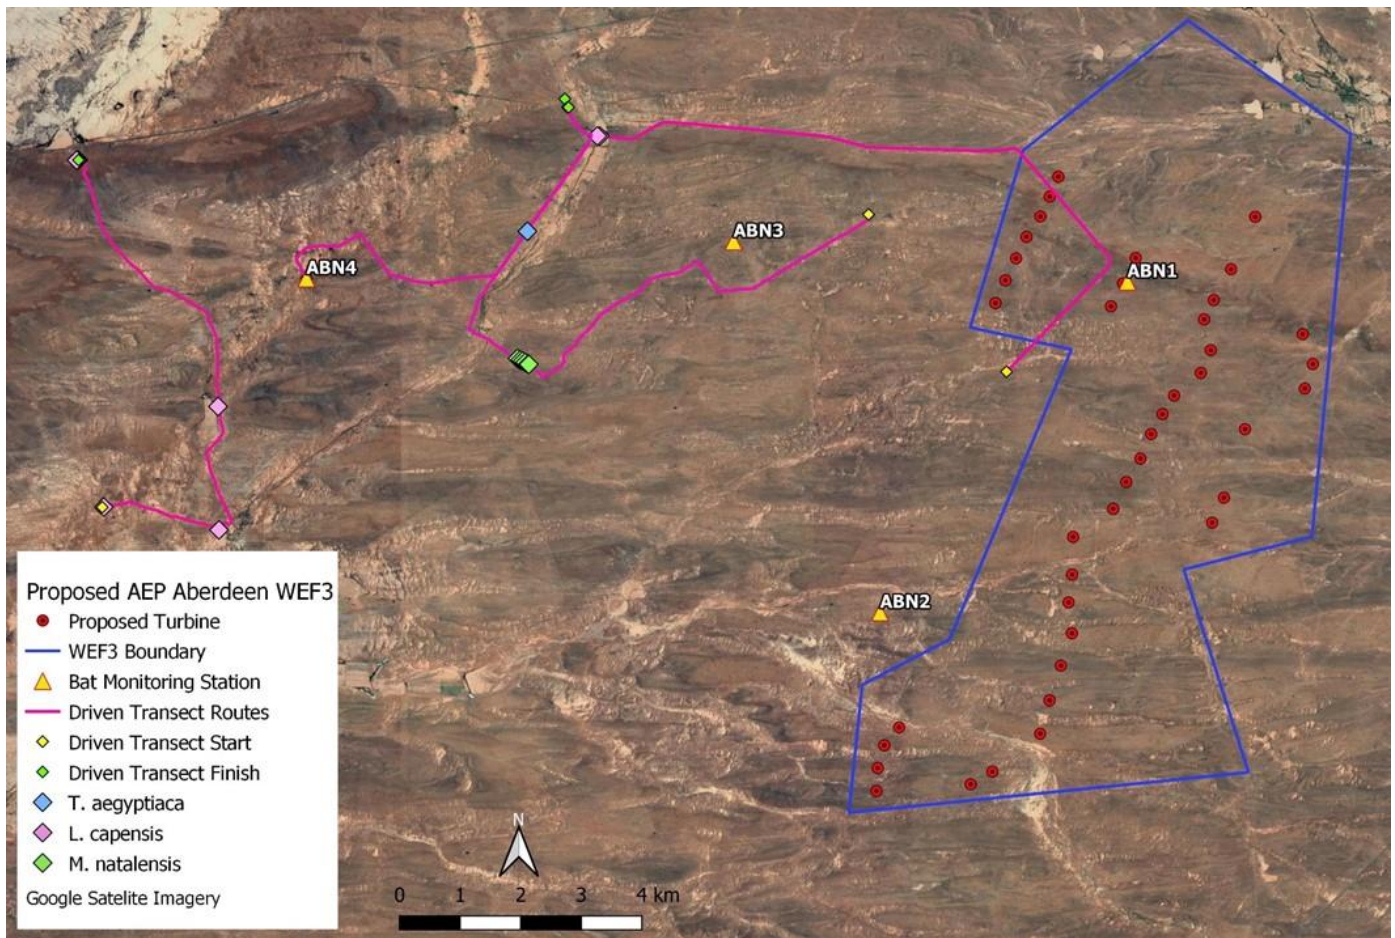 ABN3
ABN4
ABN1
ABN2
Proposed AEP Aberdeen WEF3
Proposed Turbine
WEF3 Boundary
Bat Monitoring Station
Driven Transect Routes
Driven Transect Start
Driven Transect Finish
T. aegyptiaca
L. capensis
M. natalensis
Google Satelite Imagery
N
0 1 2 3 4 km